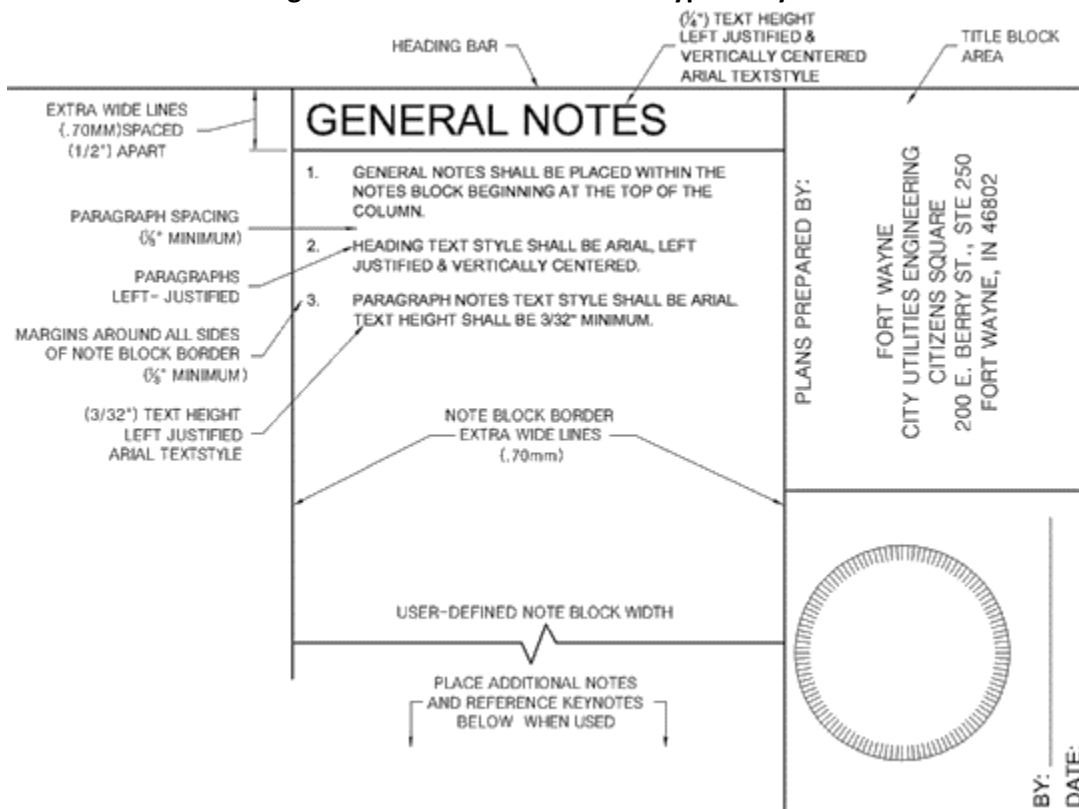 (¼") TEXT HEIGHT
LEFT JUSTIFIED &
VERTICALLY CENTERED
ARIAL TEXTSTYLE
HEADING BAR
TITLE BLOCK
AREA
EXTRA WIDE LINES
(.70MM)SPACED
(1/2") APART
GENERAL NOTES
1. GENERAL NOTES SHALL BE PLACED WITHIN THE
NOTES BLOCK BEGINNING AT THE TOP OF THE
COLUMN.
PARAGRAPH SPACING
(⅛" MINIMUM)
2. HEADING TEXT STYLE SHALL BE ARIAL, LEFT
JUSTIFIED & VERTICALLY CENTERED.
PARAGRAPHS
LEFT- JUSTIFIED
3. PARAGRAPH NOTES TEXT STYLE SHALL BE ARIAL.
TEXT HEIGHT SHALL BE 3/32" MINIMUM.
MARGINS AROUND ALL SIDES
OF NOTE BLOCK BORDER
(⅛" MINIMUM)
(3/32") TEXT HEIGHT
LEFT JUSTIFIED
ARIAL TEXTSTYLE
NOTE BLOCK BORDER
EXTRA WIDE LINES
(.70mm)
USER-DEFINED NOTE BLOCK WIDTH
PLACE ADDITIONAL NOTES
AND REFERENCE KEYNOTES
BELOW WHEN USED
PLANS PREPARED BY:
FORT WAYNE
CITY UTILITIES ENGINEERING
CITIZENS SQUARE
200 E. BERRY ST., STE 250
FORT WAYNE, IN 46802
BY:
DATE: